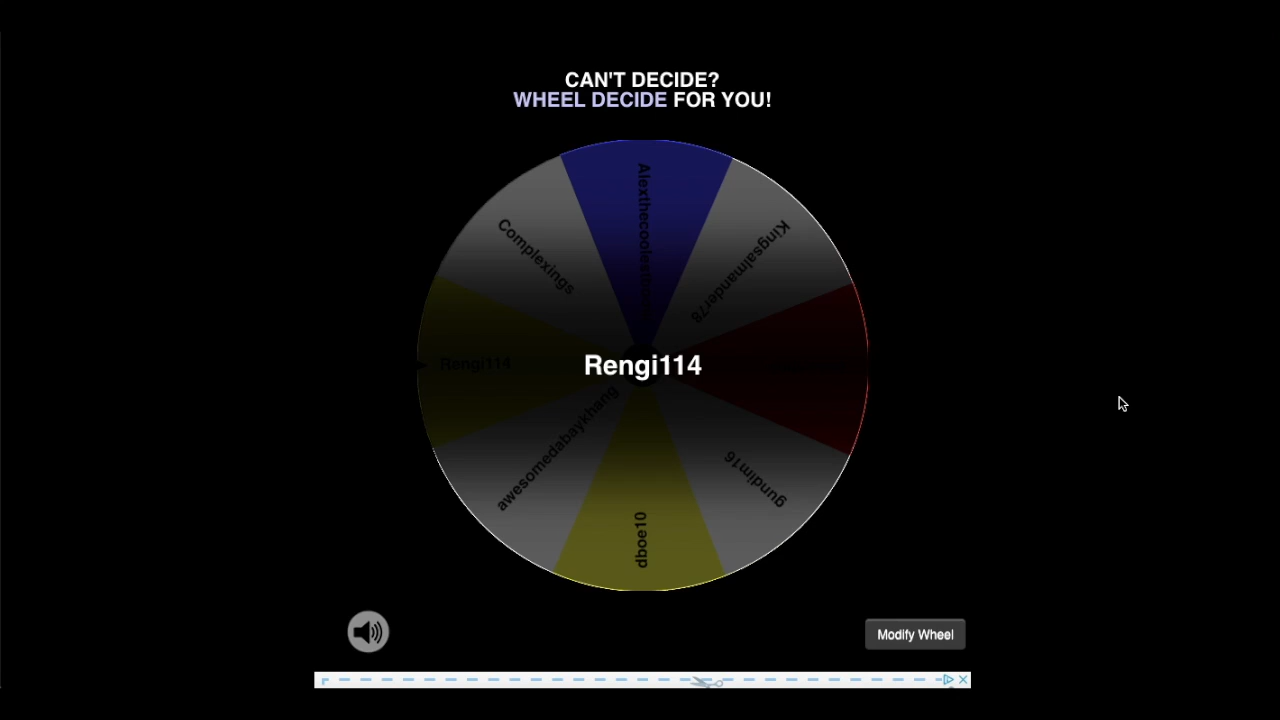 CAN'T DECIDE?
WHEEL DECIDE FOR YOU!
Complexings
Kingsalmander78
Rengi114
Rengi114
awesomedabaykhang
gundim16
dboe10
Modify Wheel